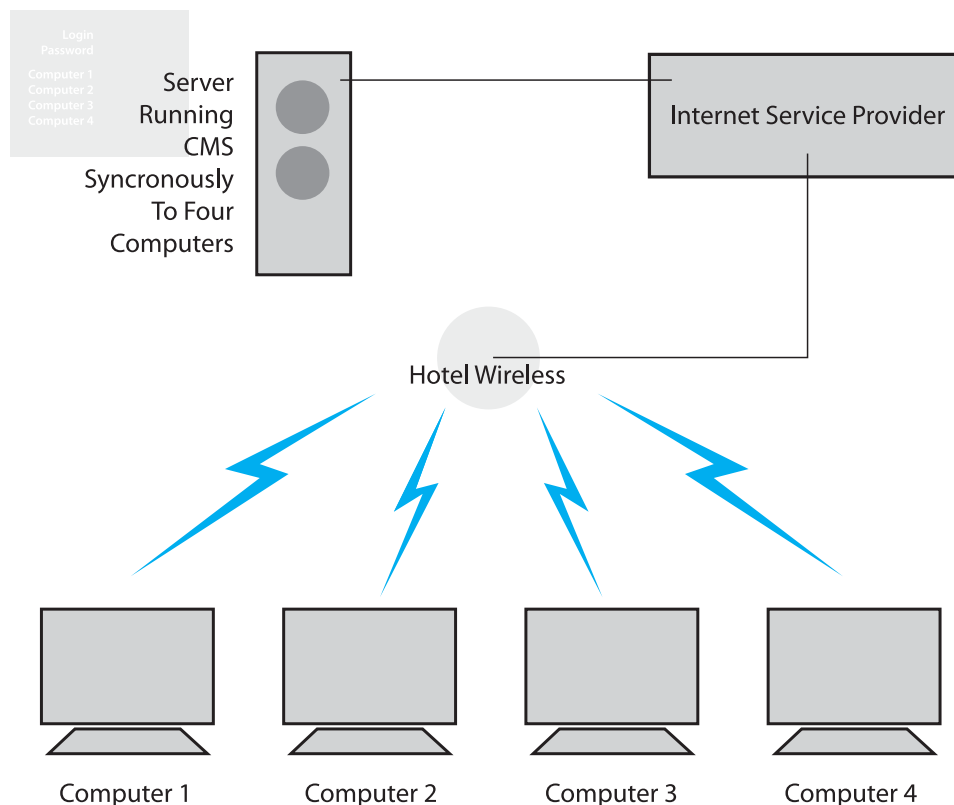 Login
Password
Computer 1
Computer 2
Computer 3
Computer 4
Server
Running
CMS
Syncronously
To Four
Computers
Internet Service Provider
Hotel Wireless
Computer 1
Computer 2
Computer 3
Computer 4